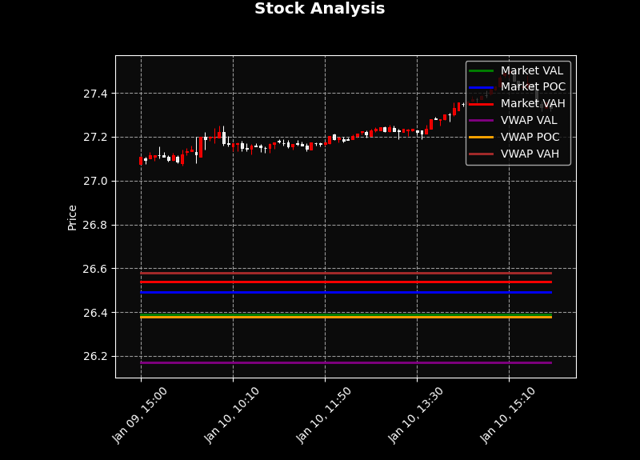 Stock Analysis
Market VAL
Market POC
Market VAH
VWAP VAL
VWAP POC
VWAP VAH
Price
27.4
27.2
27.0
26.8
26.6
26.4
26.2
Jan 09, 15:00
Jan 10, 10:10
Jan 10, 11:50
Jan 10, 13:30
Jan 10, 15:10